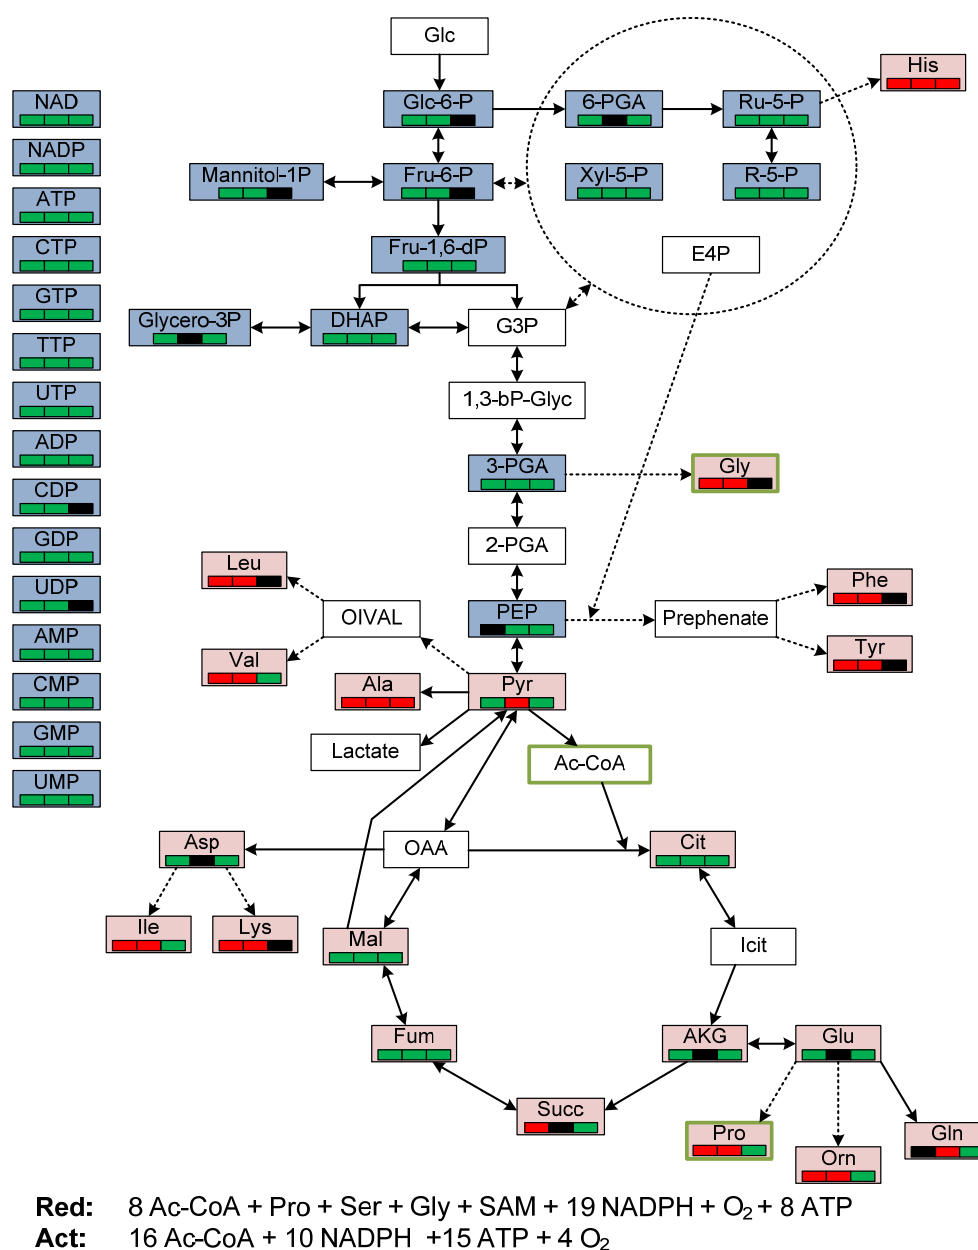 Glc
His
NAD
Glc-6-P
6-PGA
Ru-5-P
NADP
Mannitol-1P
Fru-6-P
Xyl-5-P
R-5-P
ATP
CTP
Fru-1,6-dP
E4P
GTP
Glycero-3P
DHAP
G3P
TTP
UTP
1,3-bP-Glyc
ADP
3-PGA
Gly
CDP
GDP
2-PGA
Leu
Phe
UDP
OIVAL
PEP
Prephenate
AMP
Val
Tyr
CMP
Ala
Pyr
GMP
Lactate
Ac-CoA
UMP
Asp
OAA
Cit
Ile
Lys
Mal
Icit
Fum
AKG
Glu
Succ
Pro
Gln
Orn
Red: 8 Ac-CoA + Pro + Ser + Gly + SAM + 19 NADPH + O₂ + 8 ATP
Act: 16 Ac-CoA + 10 NADPH +15 ATP + 4 O₂